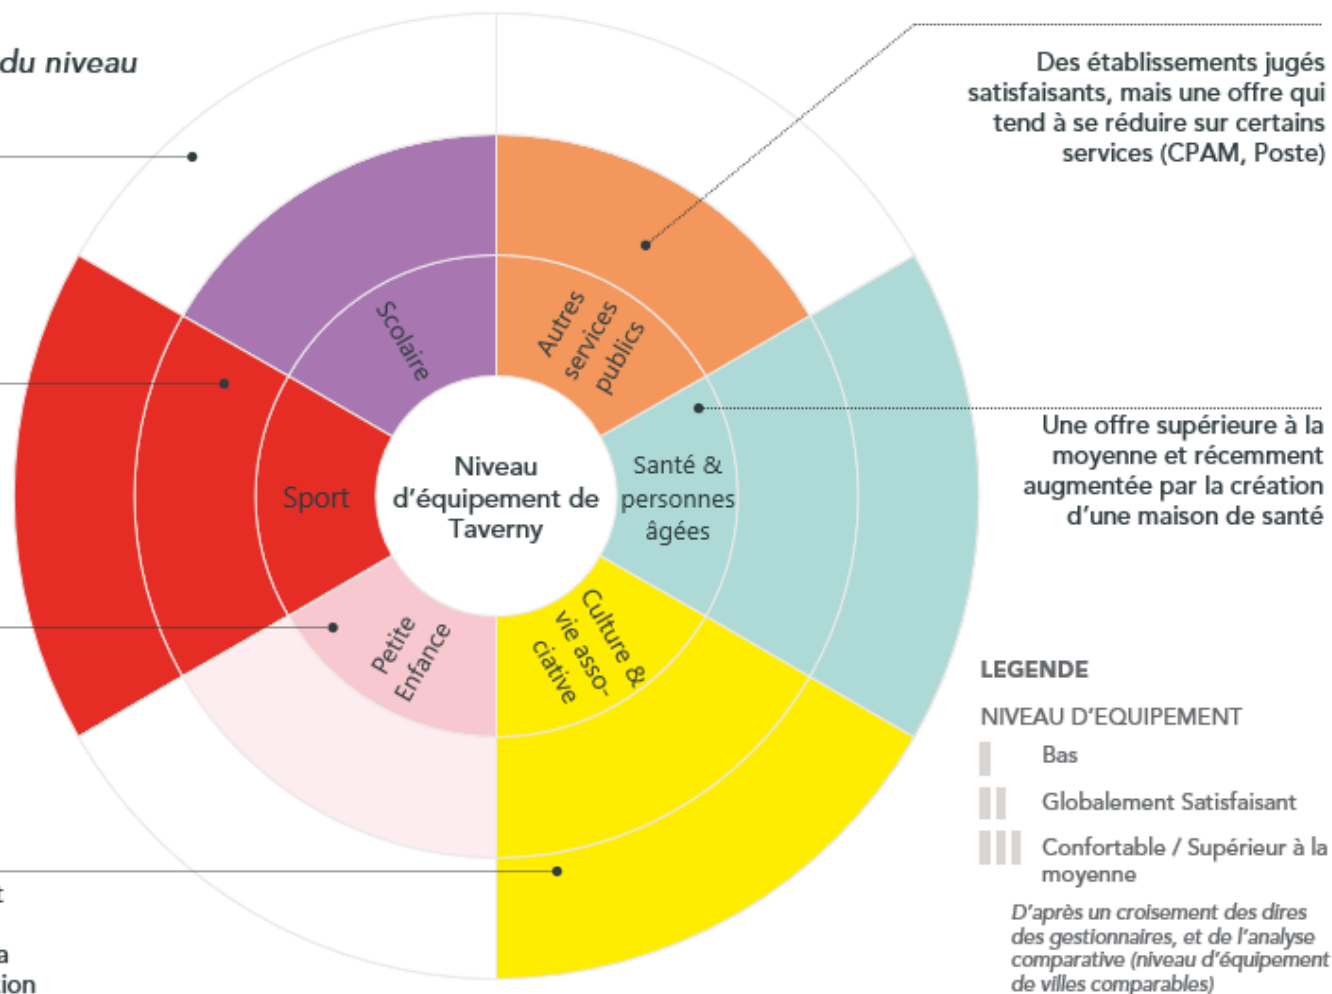 du niveau
Des établissements jugés
satisfaisants, mais une offre qui
tend à se réduire sur certains
services (CPAM, Poste)
Scolaire
Autres
services
publics
Une offre supérieure à la
moyenne et récemment
augmentée par la création
d'une maison de santé
Sport
Niveau
d'équipement de
Taverny
Santé &
personnes
âgées
Petite
Enfance
Culture &
vie asso-
ciative
LEGENDE
NIVEAU D'EQUIPEMENT
Bas
Globalement Satisfaisant
Confortable / Supérieur à la
moyenne
D'après un croisement des dires
des gestionnaires, et de l'analyse
comparative (niveau d'équipement
de villes comparables)
t
a
tion